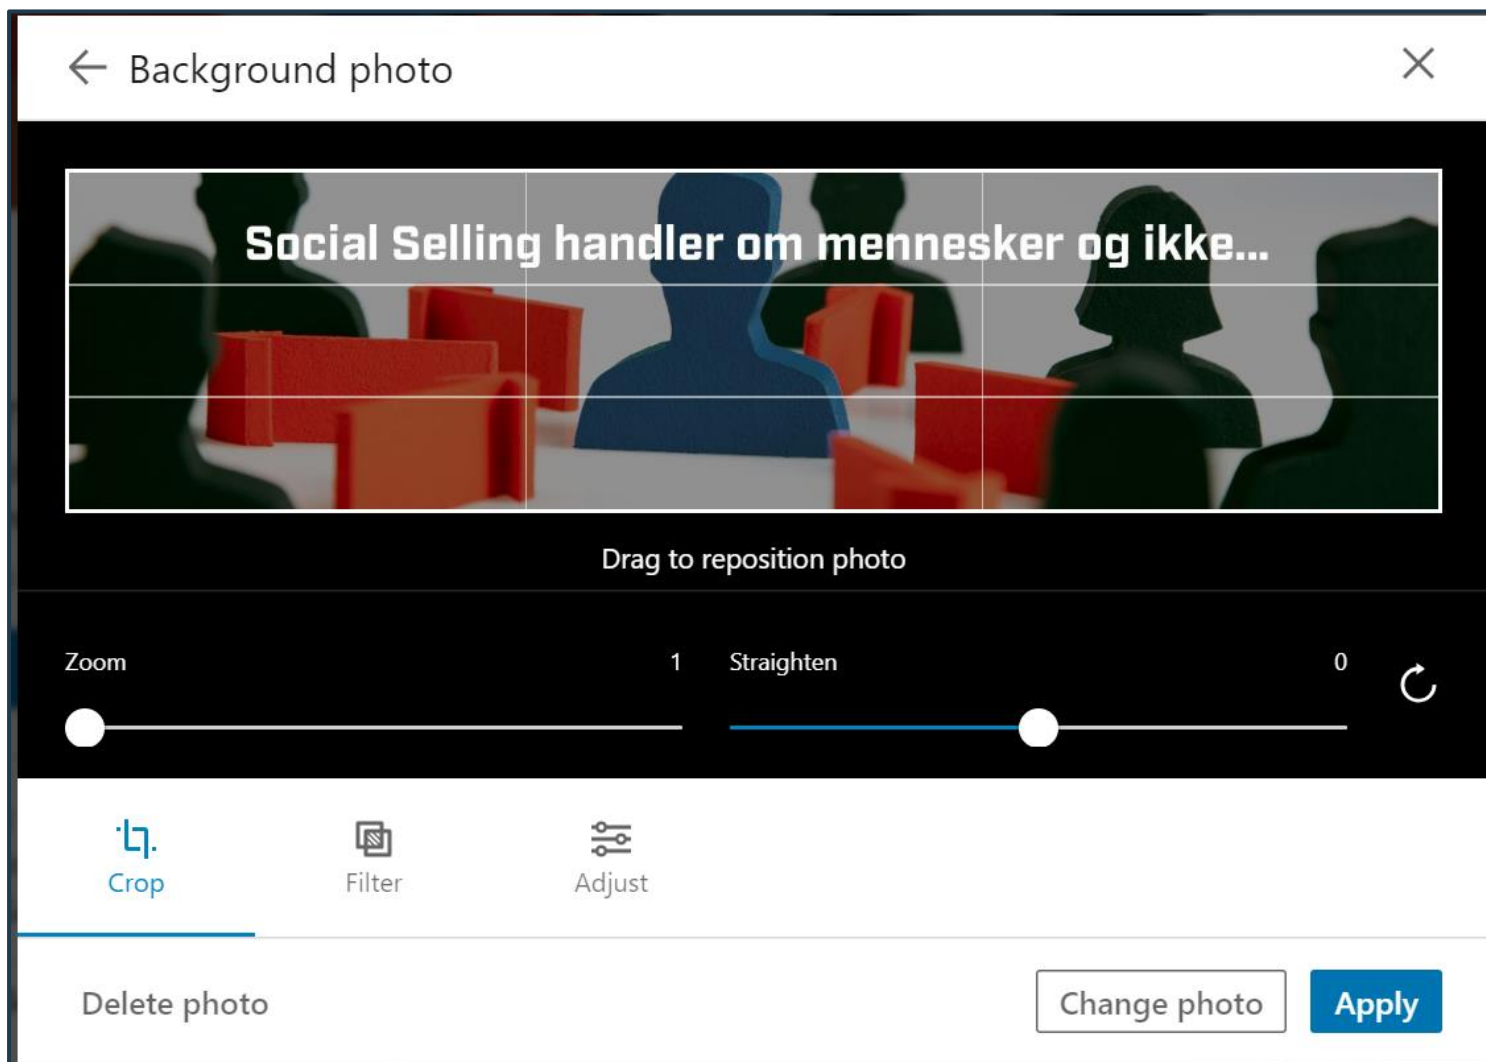 Background photo
Social Selling handler om mennesker og ikke...
Drag to reposition photo
Zoom 1 Straighten 0
Crop Filter Adjust
Delete photo Change photo Apply